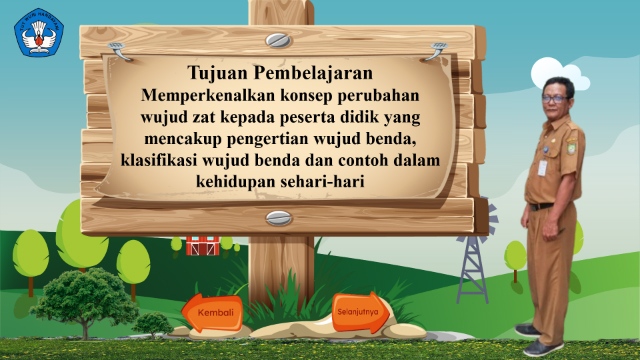 Tujuan Pembelajaran
Memperkenalkan konsep perubahan
wujud zat kepada peserta didik yang
mencakup pengertian wujud benda,
klasifikasi wujud benda dan contoh dalam
kehidupan sehari-hari
Kembali
Selanjutnya